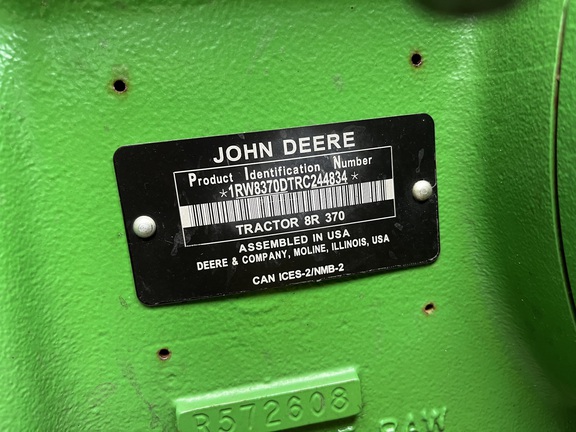 JOHN DEERE
Product Identification Number
*1RW8370DTRC244834*
TRACTOR 8R 370
ASSEMBLED IN USA
DEERE & COMPANY, MOLINE, ILLINOIS, USA
CAN ICES-2/NMB-2
R572608
RAW